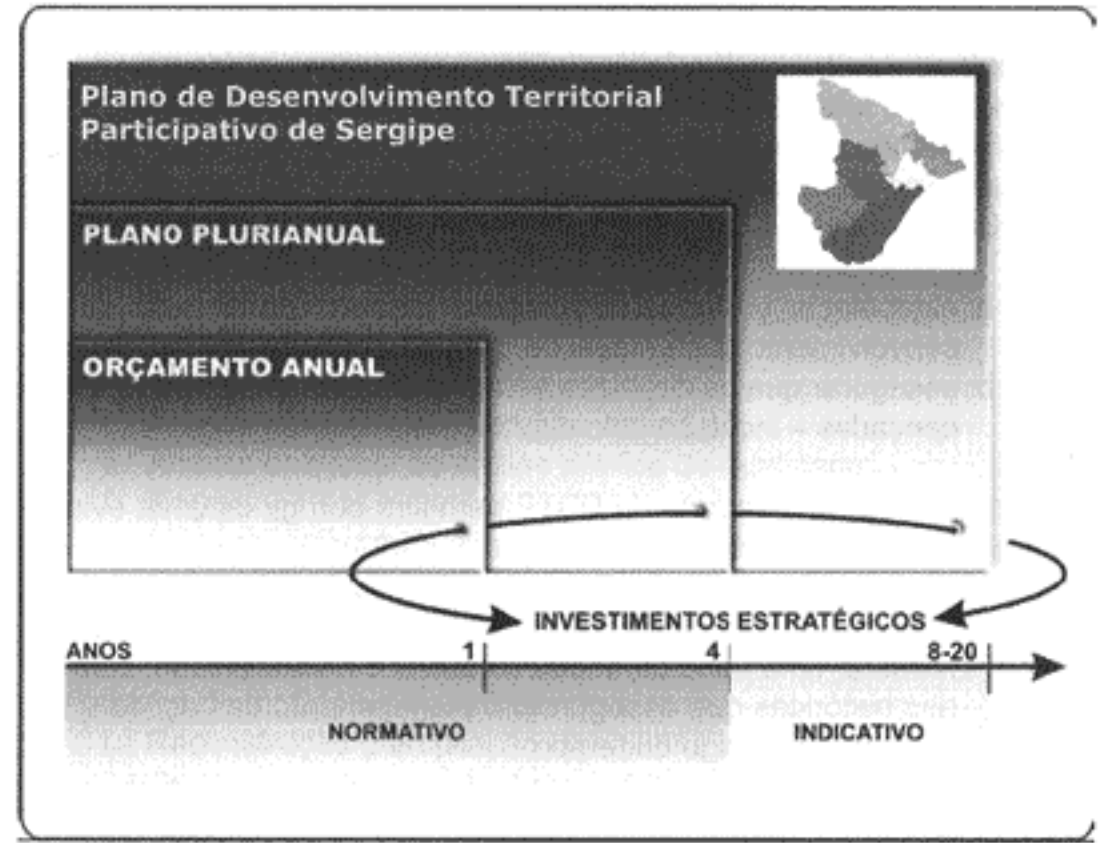 Plano de Desenvolvimento Territorial
Participativo de Sergipe
PLANO PLURIANUAL
ORÇAMENTO ANUAL
INVESTIMENTOS ESTRATÉGICOS
ANOS 1 4 8-20
NORMATIVO INDICATIVO